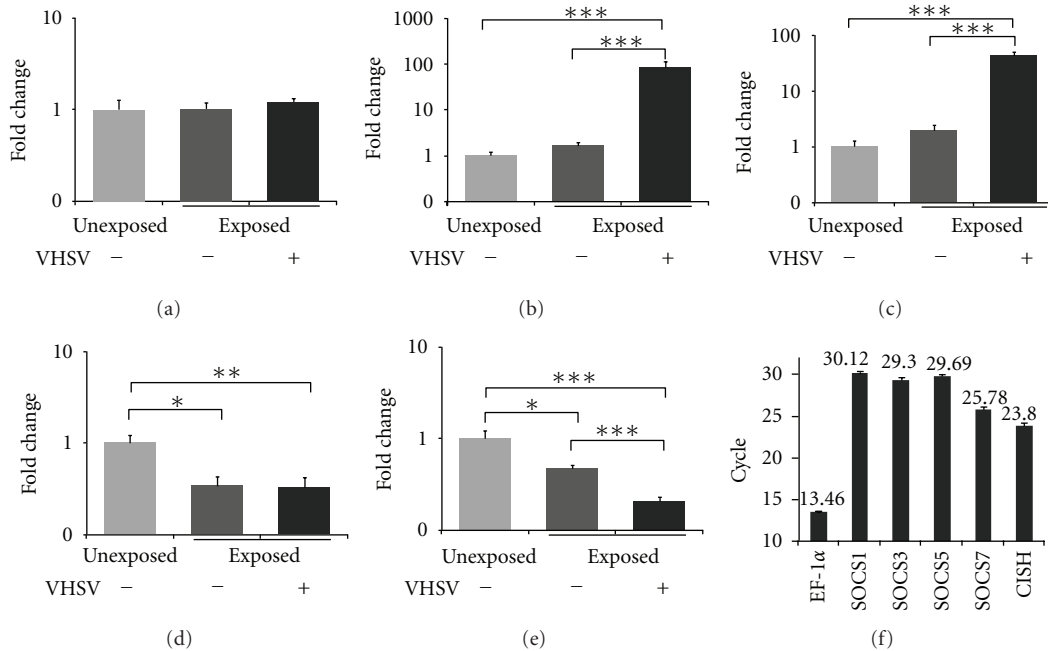 10
1
0
Fold change
Unexposed Exposed
VHSV − − +
(a)
1000
100
10
1
0
Fold change
***
***
Unexposed Exposed
VHSV − − +
(b)
100
10
1
0
Fold change
***
***
Unexposed Exposed
VHSV − − +
(c)
10
1
0
Fold change
**
*
Unexposed Exposed
VHSV − − +
(d)
10
1
0
Fold change
***
*
***
Unexposed Exposed
VHSV − − +
(e)
30
25
20
15
10
Cycle
13.46
30.12
29.3
29.69
25.78
23.8
EF-1α
SOCS1
SOCS3
SOCS5
SOCS7
CISH
(f)